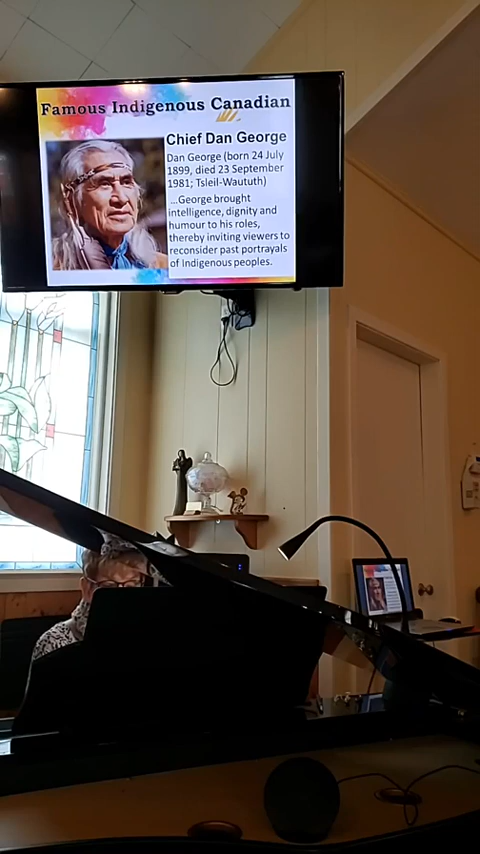 Famous Indigenous Canadian
Chief Dan George
Dan George (born 24 July
1899, died 23 September
1981; Tsleil-Waututh)
...George brought
intelligence, dignity and
humour to his roles,
thereby inviting viewers to
reconsider past portrayals
of Indigenous peoples.